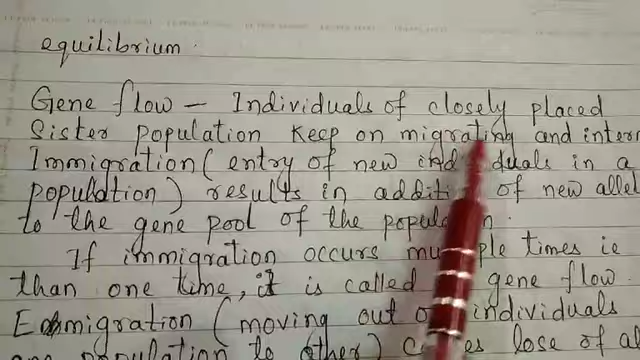 equilibrium.
Gene flow – Individuals of closely placed
Sister population keep on migrating and intern
Immigration (entry of new individuals in a
population) results in addition of new allel
to the gene pool of the population.
If immigration occurs multiple times ie
than one time, it is called gene flow.
Emigration (moving out of individuals
population to other) causes lose of al